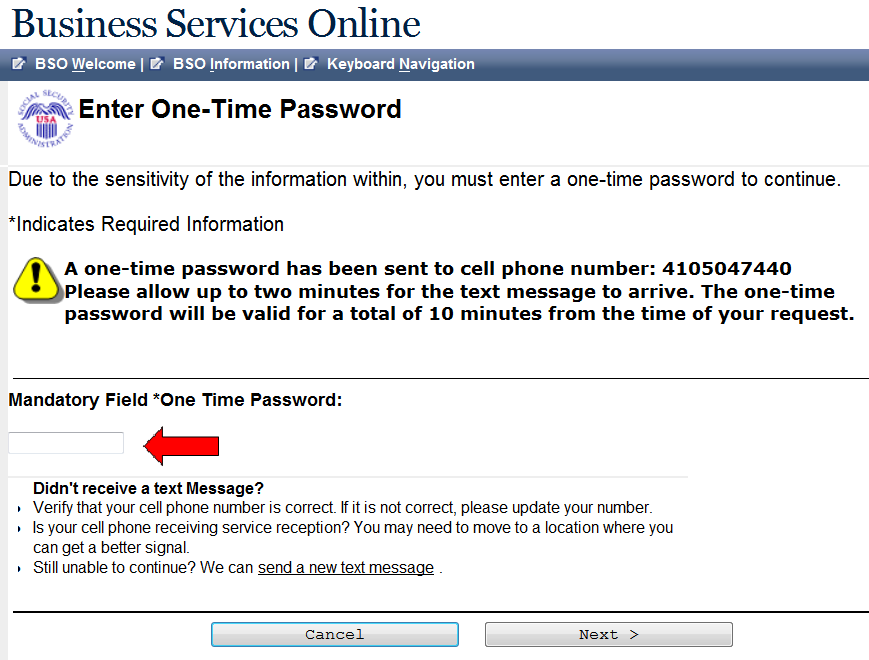 Business Services Online
BSO Welcome | BSO Information | Keyboard Navigation
SOCIAL SECURITY ADMINISTRATION
USA
Enter One-Time Password
Due to the sensitivity of the information within, you must enter a one-time password to continue.
*Indicates Required Information
A one-time password has been sent to cell phone number: 4105047440
Please allow up to two minutes for the text message to arrive. The one-time
password will be valid for a total of 10 minutes from the time of your request.
Mandatory Field *One Time Password:
Didn't receive a text Message?
Verify that your cell phone number is correct. If it is not correct, please update your number.
Is your cell phone receiving service reception? You may need to move to a location where you
can get a better signal.
Still unable to continue? We can send a new text message .
Cancel
Next >